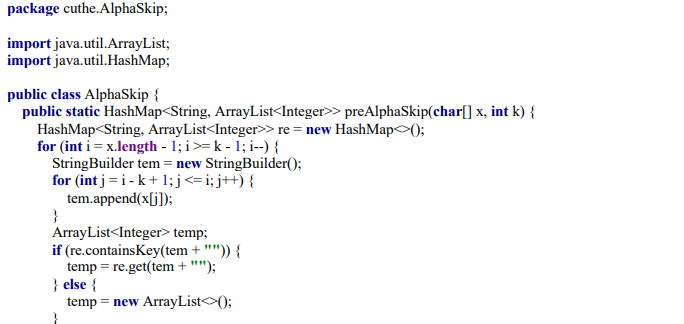 package cuthe.AlphaSkip;
import java.util.ArrayList;
import java.util.HashMap;
public class AlphaSkip {
public static HashMap<String, ArrayList<Integer>> preAlphaSkip(char[] x, int k) {
HashMap<String, ArrayList<Integer>> re = new HashMap<>();
for (int i = x.length - 1; i >= k - 1; i--) {
StringBuilder tem = new StringBuilder();
for (int j = i - k + 1; j <= i; j++) {
tem.append(x[j]);
}
ArrayList<Integer> temp;
if (re.containsKey(tem + "")) {
temp = re.get(tem + "");
} else {
temp = new ArrayList<>();
}